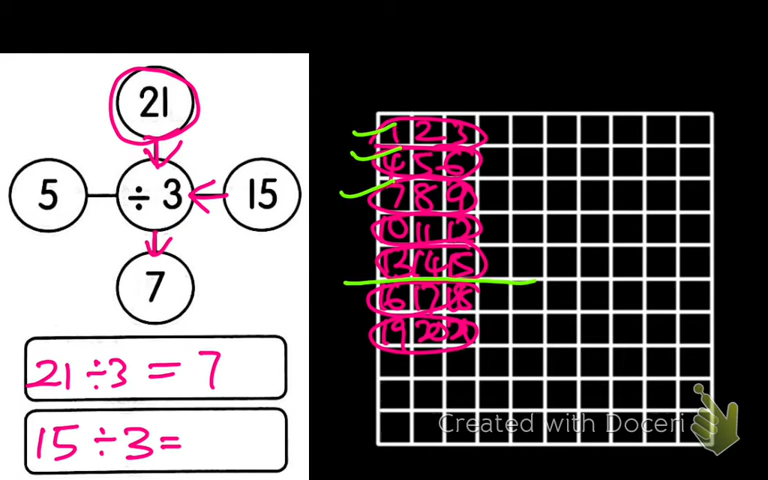 21
5 ÷ 3 15
7
21 ÷ 3 = 7
15 ÷ 3 =
1 2 3
4 5 6
7 8 9
10 11 12
13 14 15
16 17 18
19 20 21
Created with Doceri